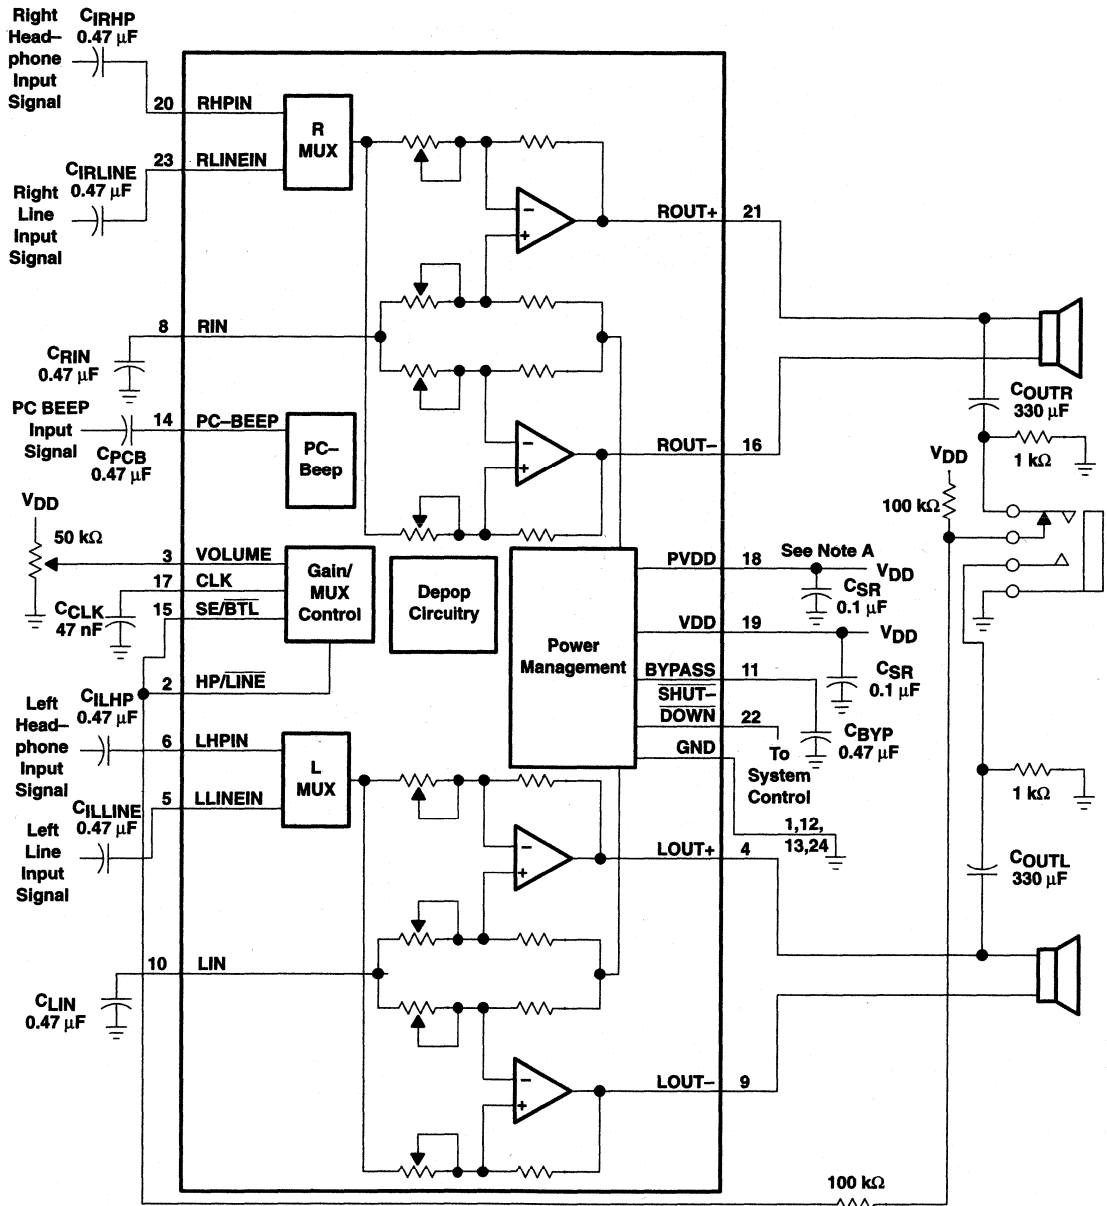 Right
Head–
phone
Input
Signal
CIRHP
0.47 µF
20 RHPIN
R
MUX
23 RLINEIN
CIRLINE
0.47 µF
Right
Line
Input
Signal
–
+
ROUT+ 21
8 RIN
CRIN
0.47 µF
PC BEEP
Input
Signal
14 PC–BEEP
CPCB
0.47 µF
PC–
Beep
–
+
ROUT– 16
COUTR
330 µF
1 kΩ
VDD
100 kΩ
VDD
50 kΩ
3 VOLUME
17 CLK
15 SE/BTL
CCLK
47 nF
Gain/
MUX
Control
Depop
Circuitry
Power
Management
PVDD 18
See Note A
VDD
CSR
0.1 µF
VDD 19
VDD
CSR
0.1 µF
BYPASS 11
SHUT–
DOWN 22
GND
To
System
Control
CBYP
0.47 µF
1,12,
13,24
2 HP/LINE
CILHP
0.47 µF
Left
Head–
phone
Input
Signal
6 LHPIN
L
MUX
5 LLINEIN
CILLINE
0.47 µF
Left
Line
Input
Signal
–
+
LOUT+ 4
1 kΩ
COUTL
330 µF
10 LIN
CLIN
0.47 µF
–
+
LOUT– 9
100 kΩ